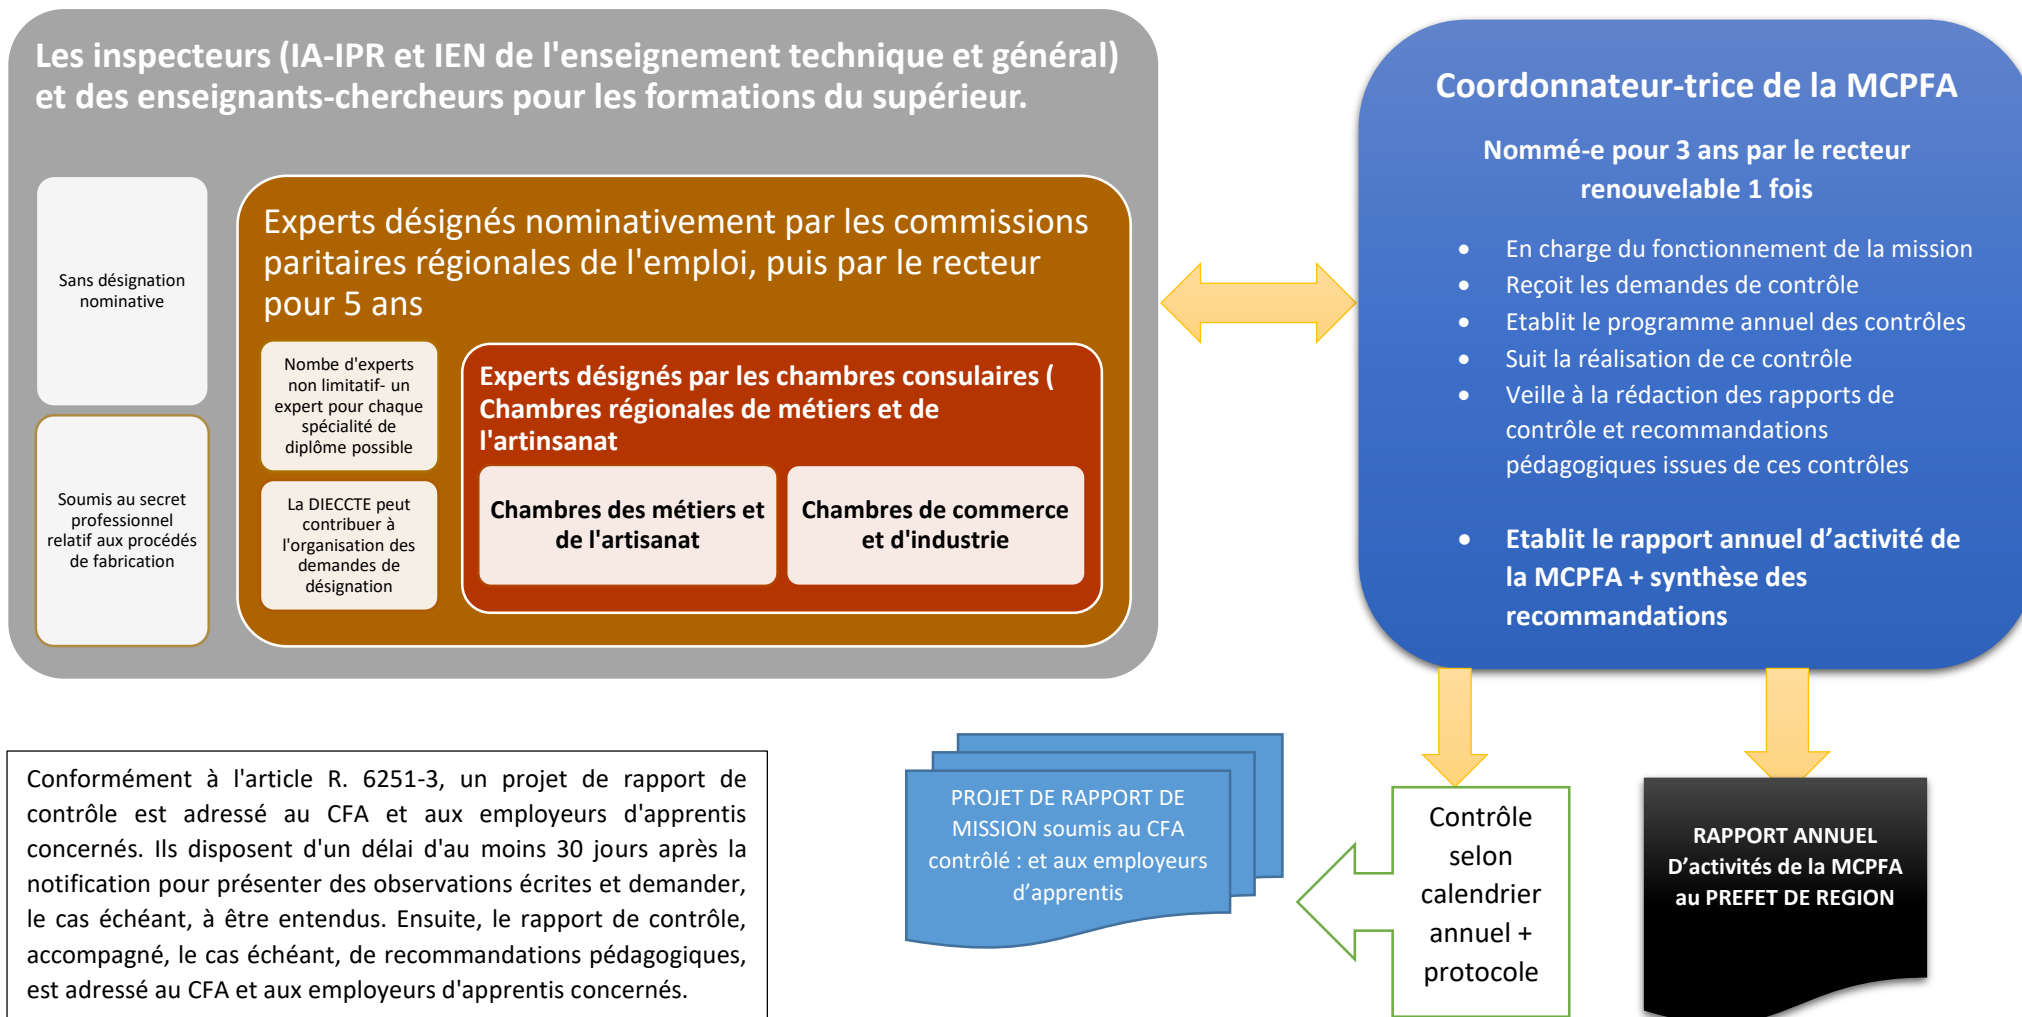 Les inspecteurs (IA-IPR et IEN de l'enseignement technique et général)
et des enseignants-chercheurs pour les formations du supérieur.
Sans désignation
nominative
Soumis au secret
professionnel
relatif aux procédés
de fabrication
Experts désignés nominativement par les commissions
paritaires régionales de l'emploi, puis par le recteur
pour 5 ans
Nombe d'experts
non limitatif- un
expert pour chaque
spécialité de
diplôme possible
La DIECCTE peut
contribuer à
l'organisation des
demandes de
désignation
Experts désignés par les chambres consulaires (
Chambres régionales de métiers et de
l'artinsanat
Chambres des métiers et
de l'artisanat
Chambres de commerce
et d'industrie
Coordonnateur-trice de la MCPFA
Nommé-e pour 3 ans par le recteur
renouvelable 1 fois
• En charge du fonctionnement de la mission
• Reçoit les demandes de contrôle
• Etablit le programme annuel des contrôles
• Suit la réalisation de ce contrôle
• Veille à la rédaction des rapports de
contrôle et recommandations
pédagogiques issues de ces contrôles
• Etablit le rapport annuel d’activité de
la MCPFA + synthèse des
recommandations
Conformément à l'article R. 6251-3, un projet de rapport de
contrôle est adressé au CFA et aux employeurs d'apprentis
concernés. Ils disposent d'un délai d'au moins 30 jours après la
notification pour présenter des observations écrites et demander,
le cas échéant, à être entendus. Ensuite, le rapport de contrôle,
accompagné, le cas échéant, de recommandations pédagogiques,
est adressé au CFA et aux employeurs d'apprentis concernés.
PROJET DE RAPPORT DE
MISSION soumis au CFA
contrôlé : et aux employeurs
d’apprentis
Contrôle
selon
calendrier
annuel +
protocole
RAPPORT ANNUEL
D’activités de la MCPFA
au PREFET DE REGION